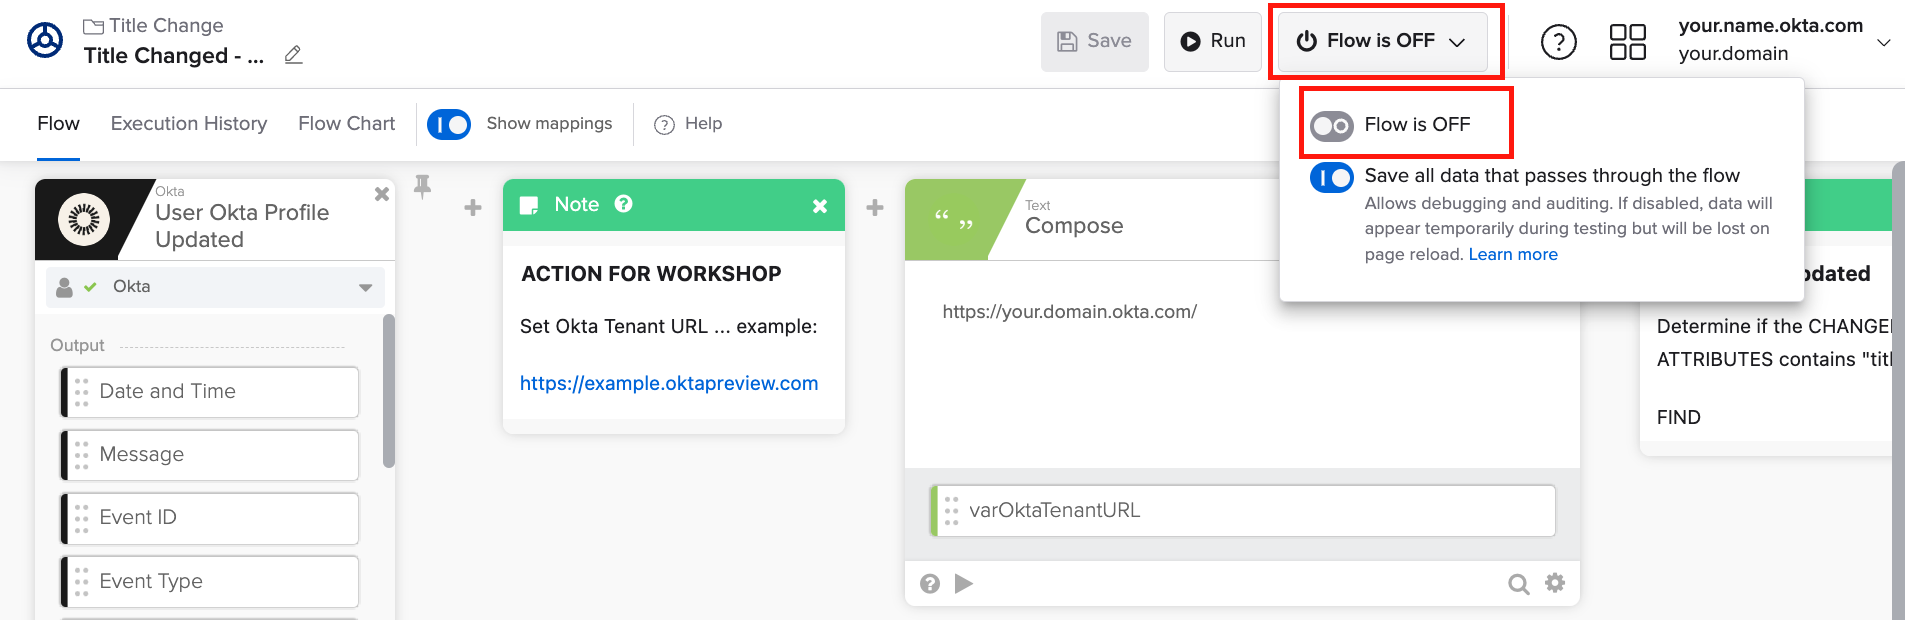 Title Change
Title Changed - ...
Save
Run
Flow is OFF
your.name.okta.com
your.domain
Flow
Execution History
Flow Chart
Show mappings
Help
Flow is OFF
Save all data that passes through the flow
Allows debugging and auditing. If disabled, data will
appear temporarily during testing but will be lost on
page reload. Learn more
Okta
User Okta Profile
Updated
Okta
Output
Date and Time
Message
Event ID
Event Type
Note
ACTION FOR WORKSHOP
Set Okta Tenant URL ... example:
https://example.oktapreview.com
Text
Compose
https://your.domain.okta.com/
varOktaTenantURL
Determine if the
ATTRIBUTES contains
FIND